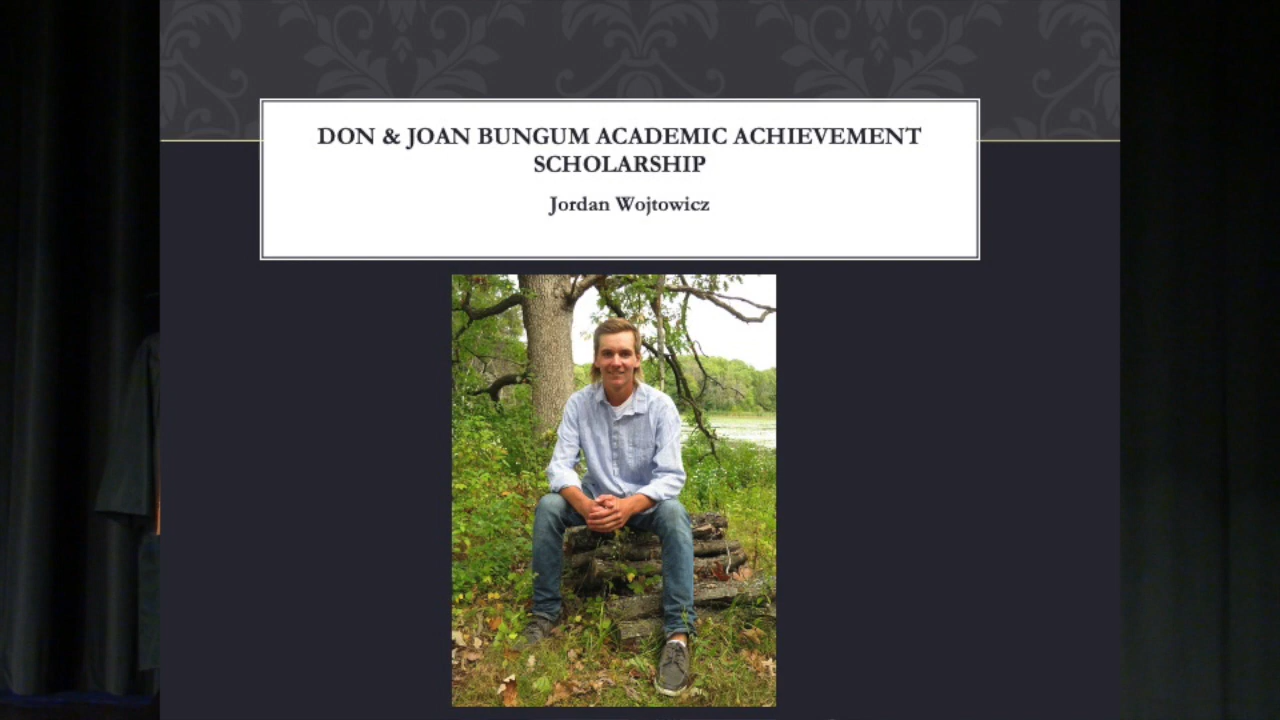 DON & JOAN BUNGUM ACADEMIC ACHIEVEMENT
SCHOLARSHIP
Jordan Wojtowicz